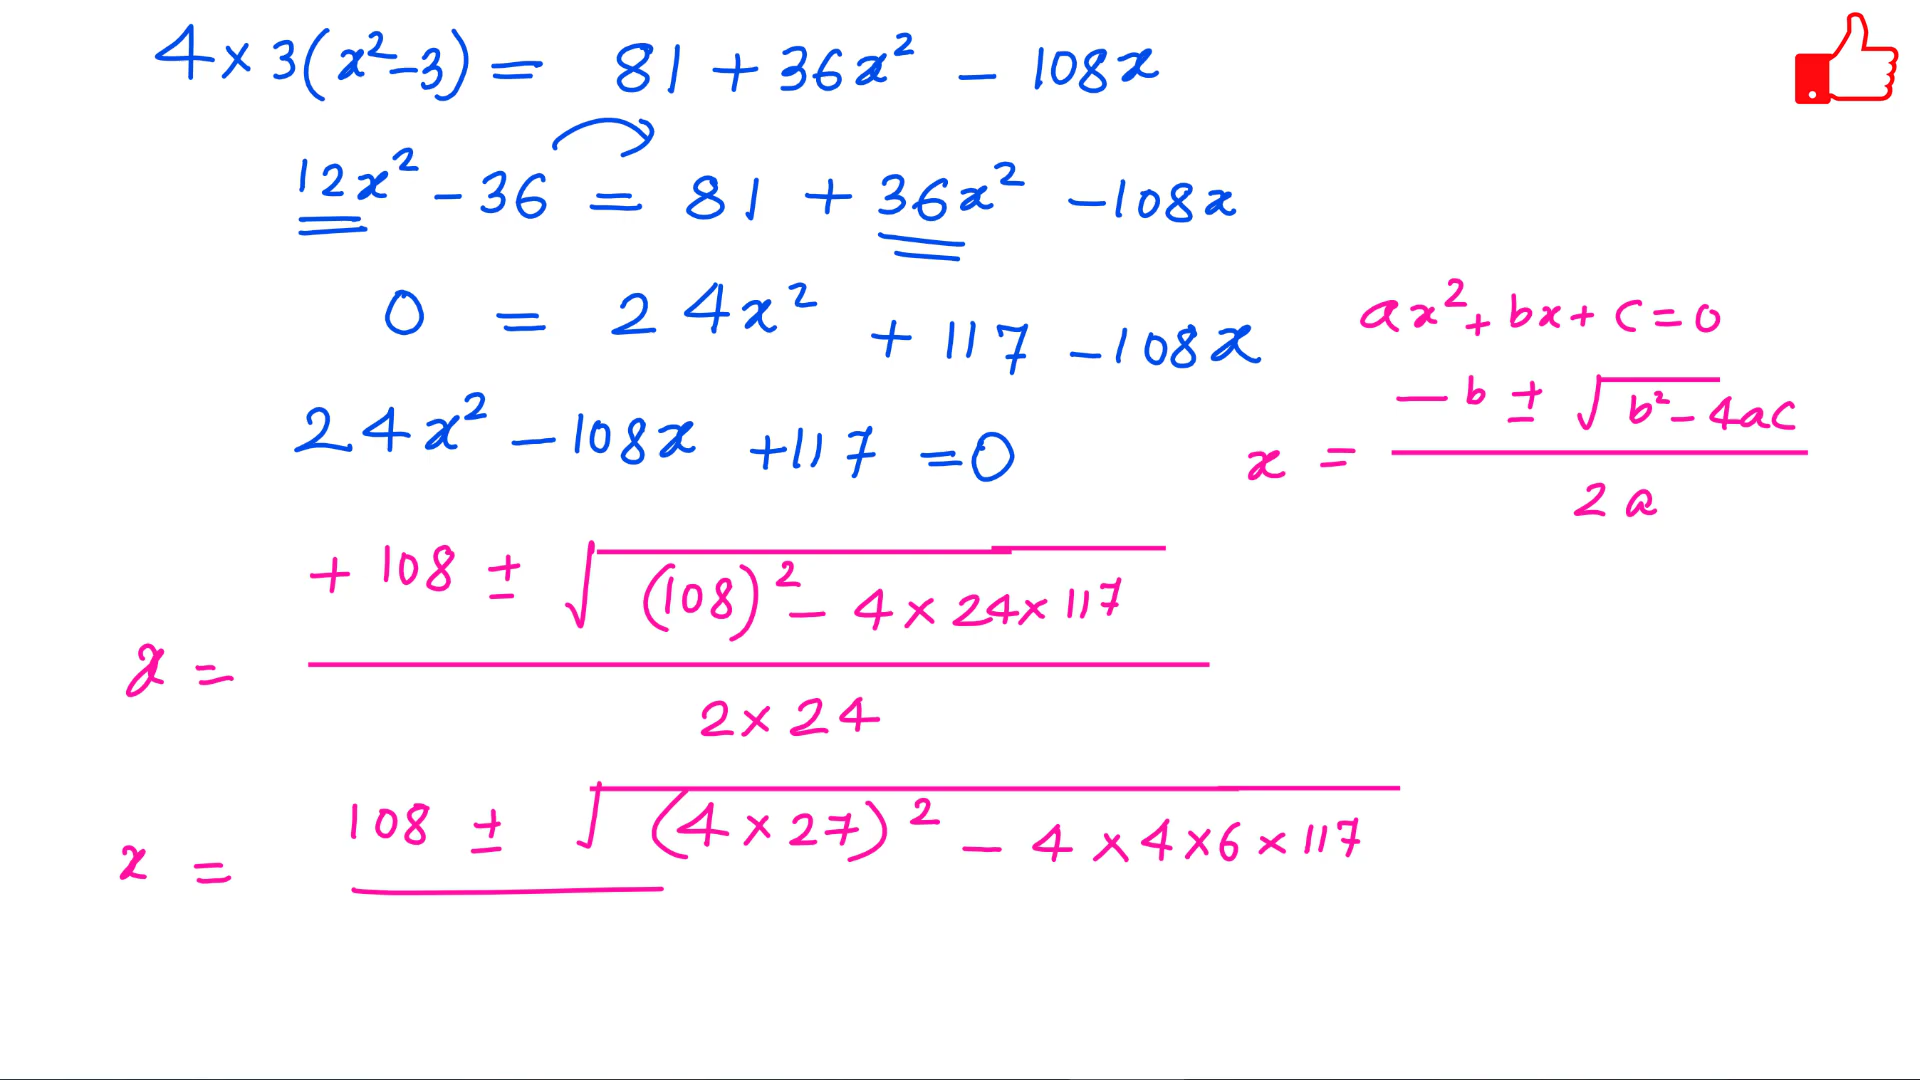 4 × 3(x² - 3) = 81 + 36x² - 108x
12x² - 36 = 81 + 36x² - 108x
0 = 24x² + 117 - 108x
ax² + bx + c = 0
24x² - 108x + 117 = 0
x = (- b ± √(b² - 4ac)) / 2a
x = (+ 108 ± √((108)² - 4 × 24 × 117)) / 2 × 24
x = 108 ± √((4 × 27)² - 4 × 4 × 6 × 117)